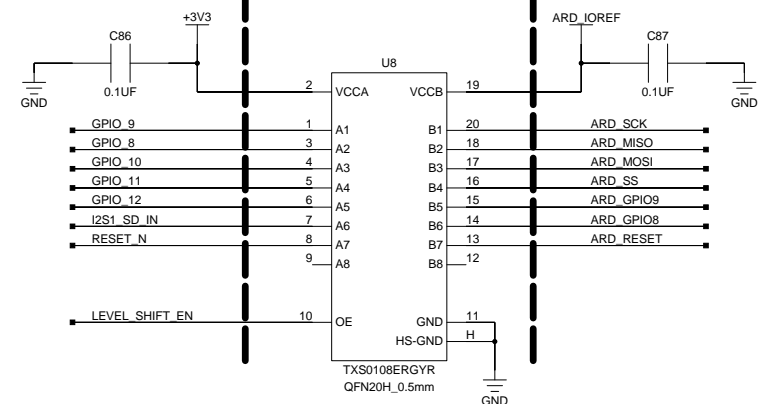 +3V3
ARD_IOREF
C86
C87
U8
GND
0.1UF
2
VCCA
VCCB
19
0.1UF
GND
GPIO_9
1
A1
B1
20
ARD_SCK
GPIO_8
3
A2
B2
18
ARD_MISO
GPIO_10
4
A3
B3
17
ARD_MOSI
GPIO_11
5
A4
B4
16
ARD_SS
GPIO_12
6
A5
B5
15
ARD_GPIO9
I2S1_SD_IN
7
A6
B6
14
ARD_GPIO8
RESET_N
8
A7
B7
13
ARD_RESET
9
A8
B8
12
LEVEL_SHIFT_EN
10
OE
GND
11
HS-GND
H
TXS0108ERGYR
QFN20H_0.5mm
GND